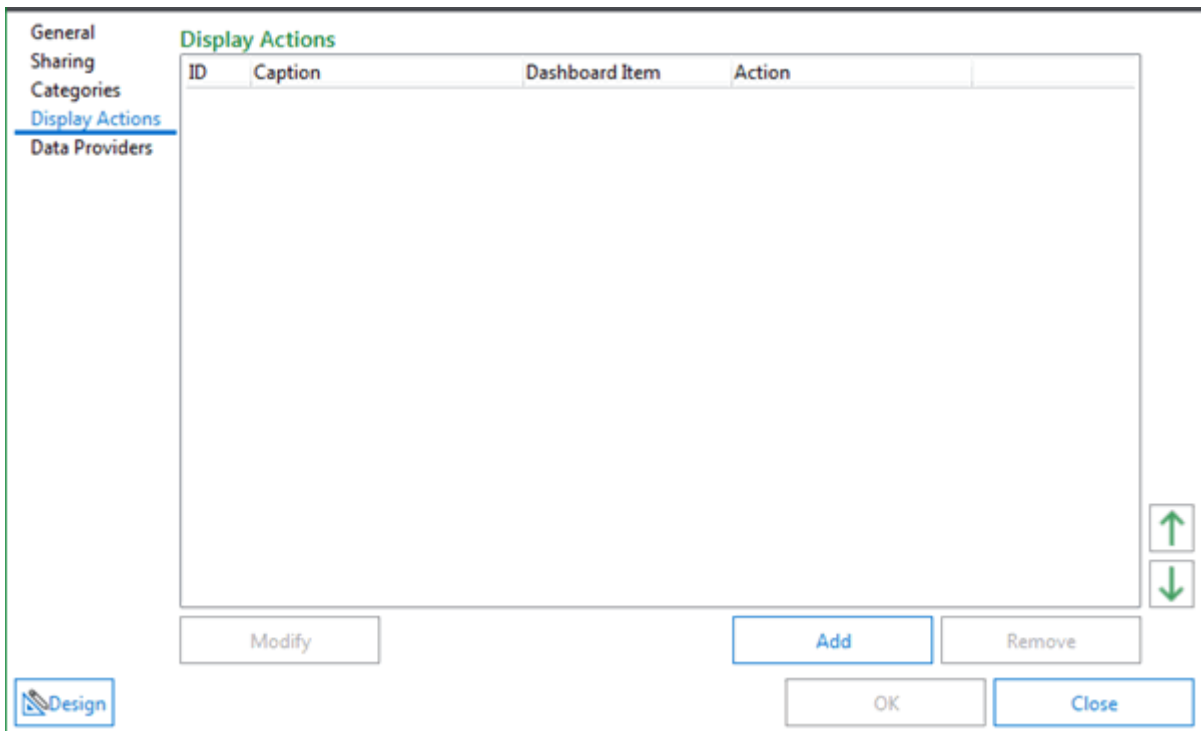 General
Sharing
Categories
Display Actions
Data Providers
Display Actions
ID Caption Dashboard Item Action
Modify Add Remove
Design OK Close